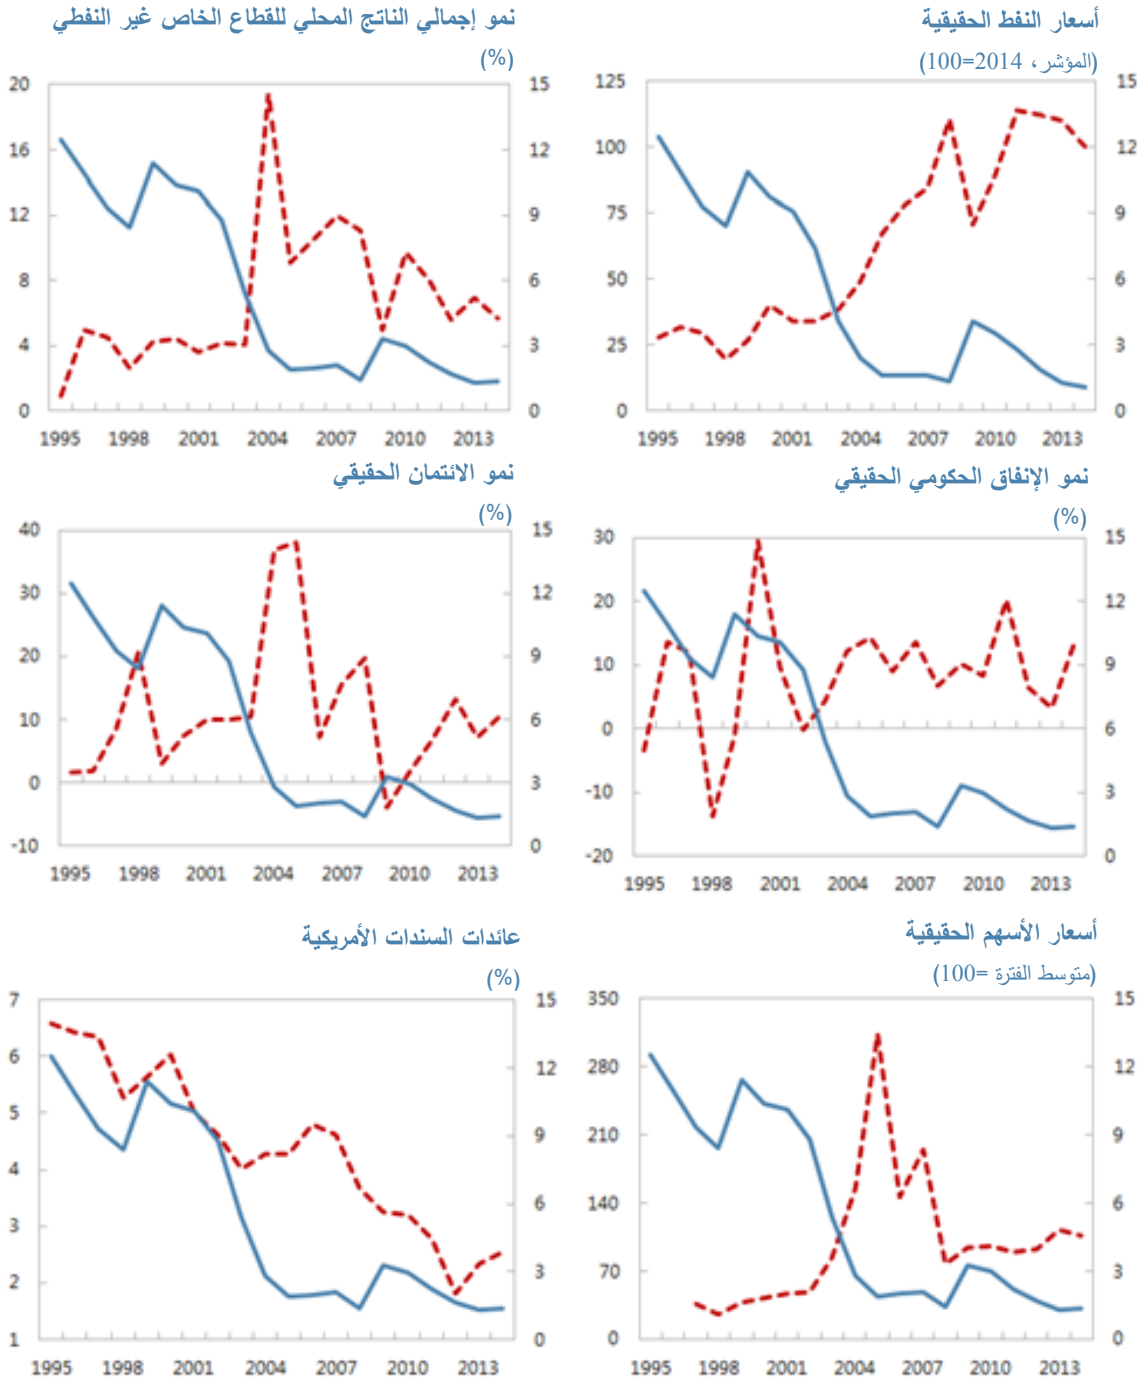 أسعار النفط الحقيقية
(المؤشر، 2014=100)
125 15
100 12
75 9
50 6
25 3
0 0
1995 1998 2001 2004 2007 2010 2013
نمو إجمالي الناتج المحلي للقطاع الخاص غير النفطي
(%)
20 15
16 12
12 9
8 6
4 3
0 0
1995 1998 2001 2004 2007 2010 2013
نمو الإنفاق الحكومي الحقيقي
(%)
30 15
20 12
10 9
0 6
-10 3
-20 0
1995 1998 2001 2004 2007 2010 2013
نمو الائتمان الحقيقي
(%)
40 15
30 12
20 9
10 6
0 3
-10 0
1995 1998 2001 2004 2007 2010 2013
أسعار الأسهم الحقيقية
(متوسط الفترة =100)
350 15
280 12
210 9
140 6
70 3
0 0
1995 1998 2001 2004 2007 2010 2013
عائدات السندات الأمريكية
(%)
7 15
6 12
5 9
4 6
3 3
2 0
1
1995 1998 2001 2004 2007 2010 2013